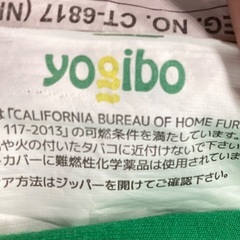 EG. NO. CT-6817 (N
yogibo
は「CALIFORNIA BUREAU OF HOME FUR
117-2013」の可燃条件を満たしています。
や火の付いたタバコに近付けないで下さい
トカバーに難燃性化学薬品は使用されて
ア方法はジッパーを開けてご確認下さい。